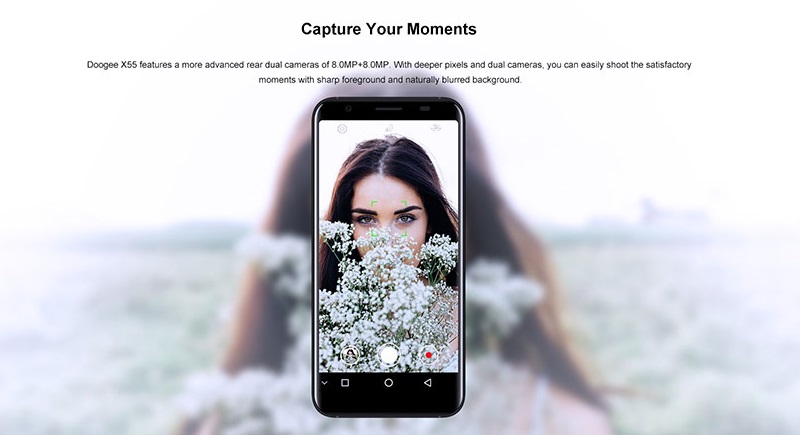 Capture Your Moments
Doogee X55 features a more advanced rear dual cameras of 8.0MP+8.0MP. With deeper pixels and dual cameras, you can easily shoot the satisfactory
moments with sharp foreground and naturally blurred background.